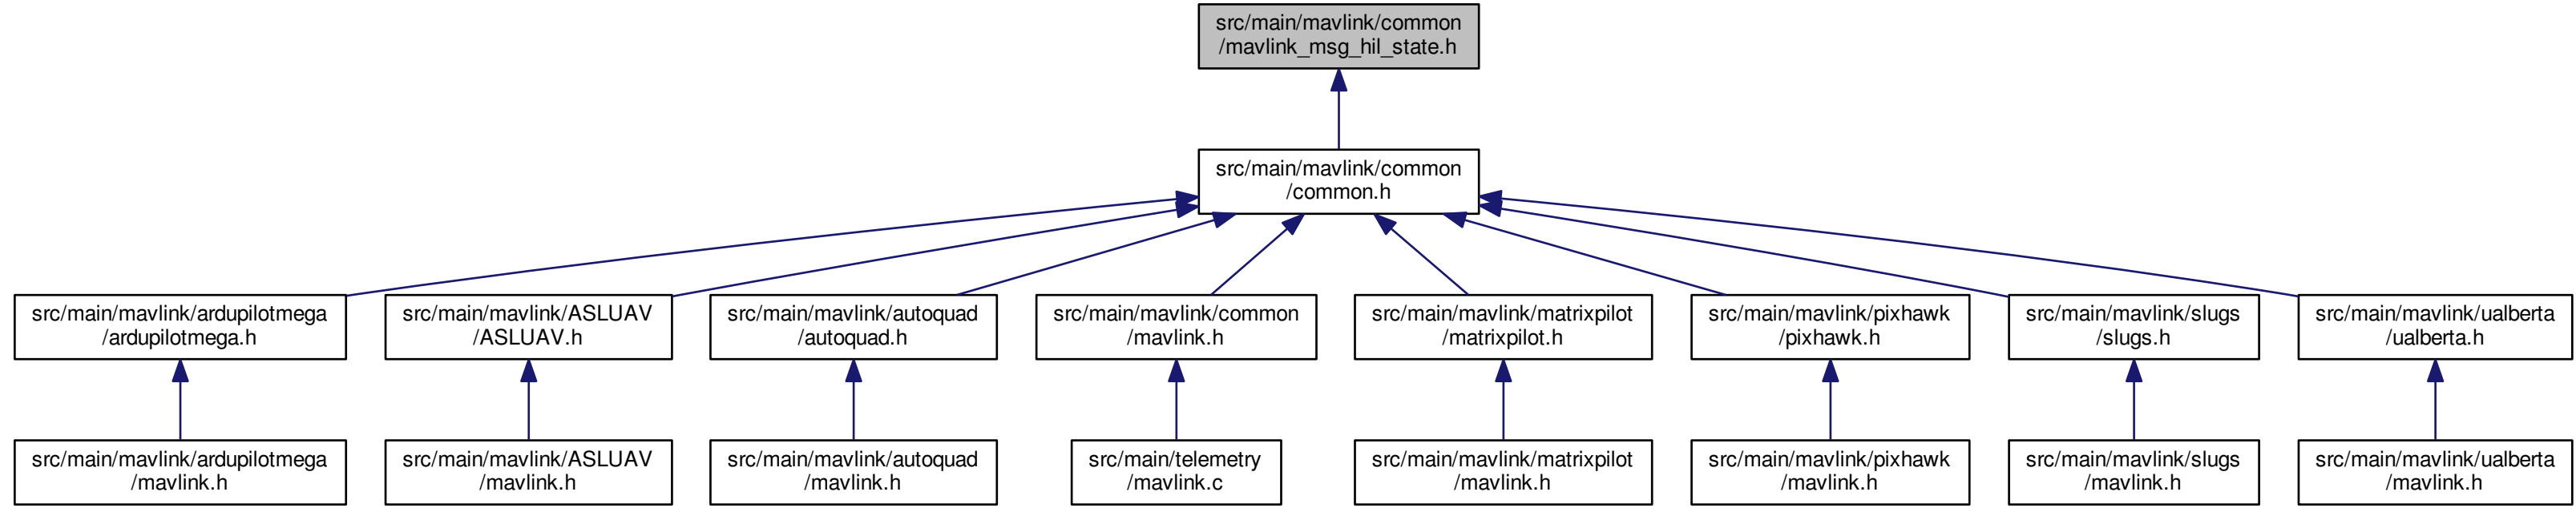 src/main/mavlink/common
/mavlink_msg_hil_state.h
src/main/mavlink/common
/common.h
src/main/mavlink/ardupilotmega
/ardupilotmega.h
src/main/mavlink/ASLUAV
/ASLUAV.h
src/main/mavlink/autoquad
/autoquad.h
src/main/mavlink/common
/mavlink.h
src/main/mavlink/matrixpilot
/matrixpilot.h
src/main/mavlink/pixhawk
/pixhawk.h
src/main/mavlink/slugs
/slugs.h
src/main/mavlink/ualberta
/ualberta.h
src/main/mavlink/ardupilotmega
/mavlink.h
src/main/mavlink/ASLUAV
/mavlink.h
src/main/mavlink/autoquad
/mavlink.h
src/main/telemetry
/mavlink.c
src/main/mavlink/matrixpilot
/mavlink.h
src/main/mavlink/pixhawk
/mavlink.h
src/main/mavlink/slugs
/mavlink.h
src/main/mavlink/ualberta
/mavlink.h